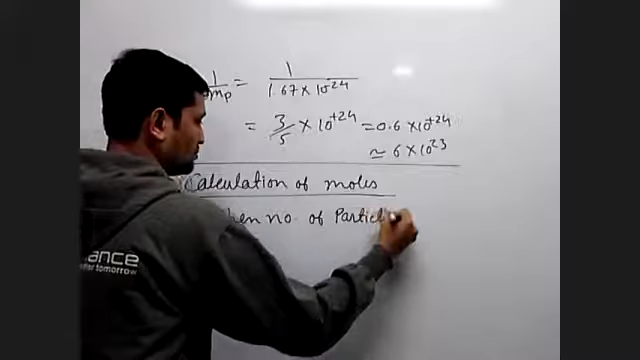 1/mp = 1/1.67 × 10^24
= 3/5 × 10^+24 = 0.6 × 10^+24
≃ 6 × 10^23
Calculation of moles
hen no. of Particl
ance
ter tomorrow